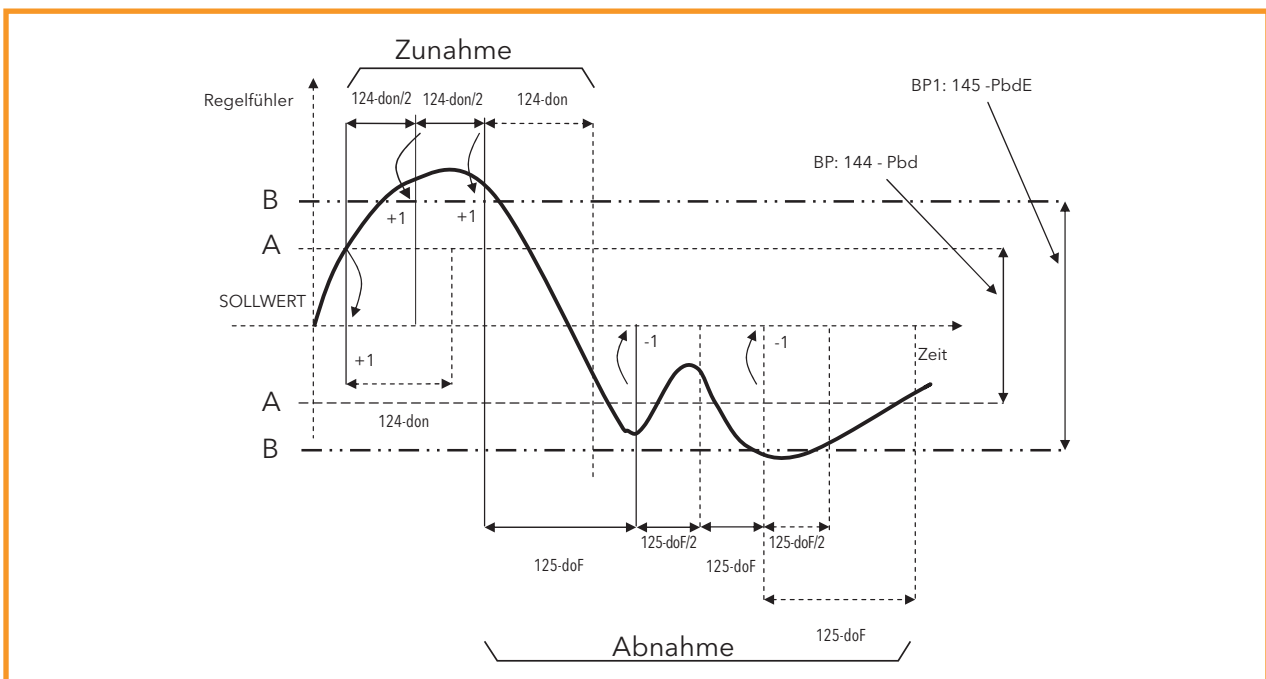 Zunahme
124-don/2 124-don/2 124-don
Regelfühler
BP1: 145 -PbdE
BP: 144 - Pbd
B
+1 +1
A
SOLLWERT
-1 -1
+1
Zeit
A
124-don
B
125-doF/2 125-doF/2
125-doF 125-doF
125-doF
Abnahme